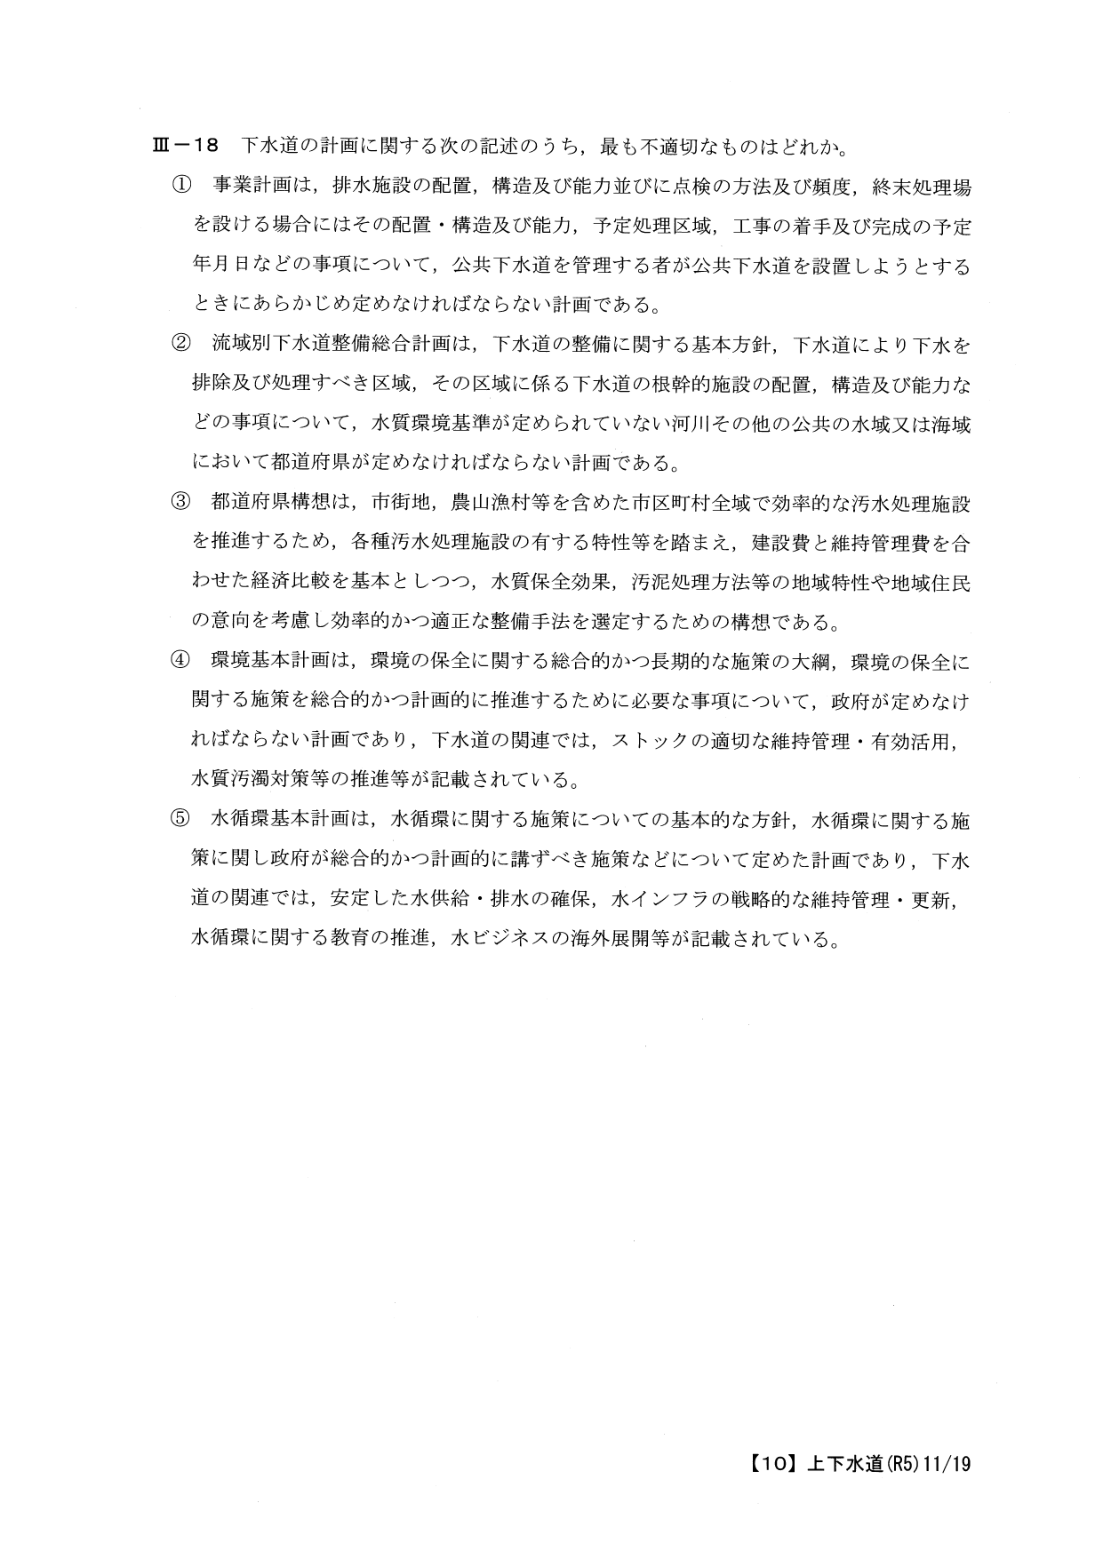 Ⅲ－18　下水道の計画に関する次の記述のうち，最も不適切なものはどれか。
①　事業計画は，排水施設の配置，構造及び能力並びに点検の方法及び頻度，終末処理場
を設ける場合にはその配置・構造及び能力，予定処理区域，工事の着手及び完成の予定
年月日などの事項について，公共下水道を管理する者が公共下水道を設置しようとする
ときにあらかじめ定めなければならない計画である。
②　流域別下水道整備総合計画は，下水道の整備に関する基本方針，下水道により下水を
排除及び処理すべき区域，その区域に係る下水道の根幹的施設の配置，構造及び能力な
どの事項について，水質環境基準が定められていない河川その他の公共の水域又は海域
において都道府県が定めなければならない計画である。
③　都道府県構想は，市街地，農山漁村等を含めた市区町村全域で効率的な汚水処理施設
を推進するため，各種汚水処理施設の有する特性等を踏まえ，建設費と維持管理費を合
わせた経済比較を基本としつつ，水質保全効果，汚泥処理方法等の地域特性や地域住民
の意向を考慮し効率的かつ適正な整備手法を選定するための構想である。
④　環境基本計画は，環境の保全に関する総合的かつ長期的な施策の大綱，環境の保全に
関する施策を総合的かつ計画的に推進するために必要な事項について，政府が定めなけ
ればならない計画であり，下水道の関連では，ストックの適切な維持管理・有効活用，
水質汚濁対策等の推進等が記載されている。
⑤　水循環基本計画は，水循環に関する施策についての基本的な方針，水循環に関する施
策に関し政府が総合的かつ計画的に講ずべき施策などについて定めた計画であり，下水
道の関連では，安定した水供給・排水の確保，水インフラの戦略的な維持管理・更新，
水循環に関する教育の推進，水ビジネスの海外展開等が記載されている。
【10】上下水道(R5)11/19